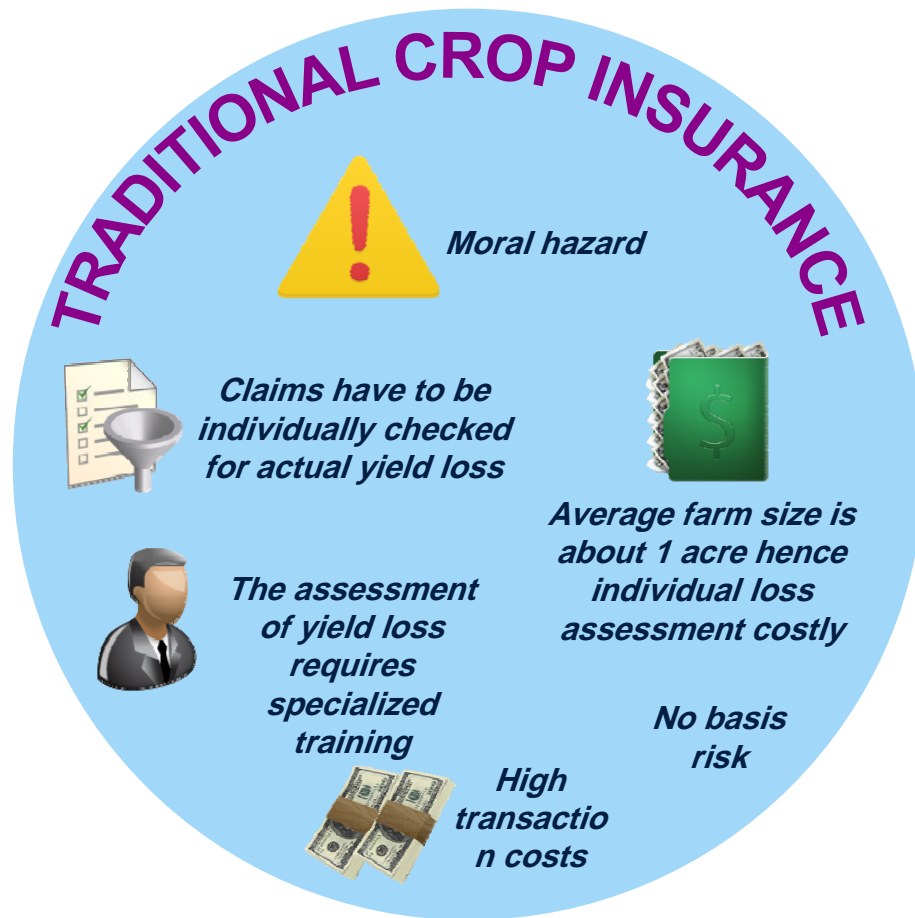 TRADITIONAL CROP INSURANCE
Moral hazard
Claims have to be
individually checked
for actual yield loss
$
Average farm size is
about 1 acre hence
individual loss
assessment costly
The assessment
of yield loss
requires
specialized
training
No basis
risk
High
transactio
n costs